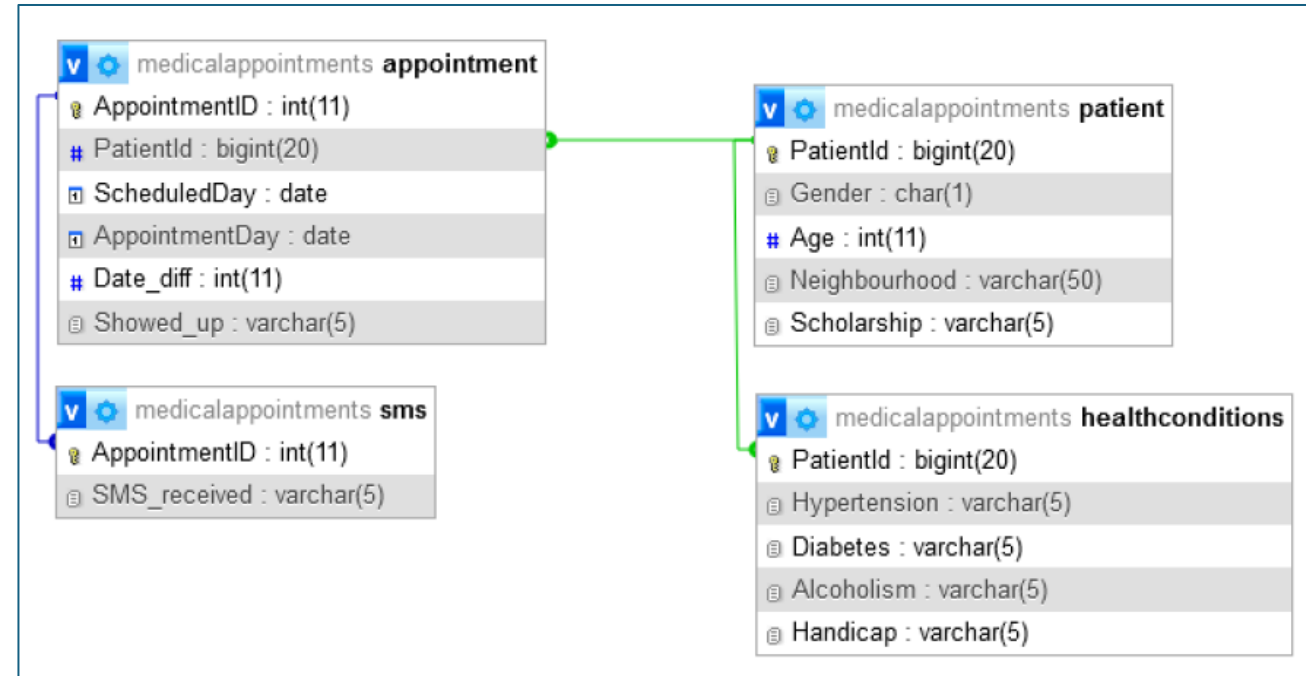 v medicalappointments appointment
AppointmentID : int(11)
# PatientId : bigint(20)
ScheduledDay : date
AppointmentDay : date
# Date_diff : int(11)
Showed_up : varchar(5)
v medicalappointments sms
AppointmentID : int(11)
SMS_received : varchar(5)
v medicalappointments patient
PatientId : bigint(20)
Gender : char(1)
# Age : int(11)
Neighbourhood : varchar(50)
Scholarship : varchar(5)
v medicalappointments healthconditions
PatientId : bigint(20)
Hypertension : varchar(5)
Diabetes : varchar(5)
Alcoholism : varchar(5)
Handicap : varchar(5)